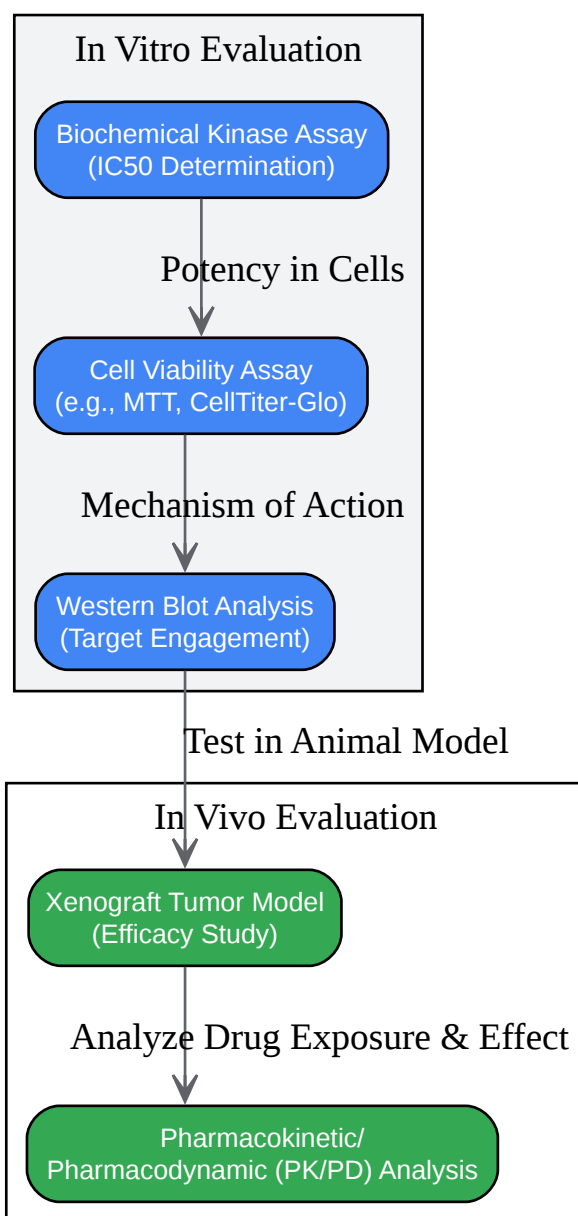 In Vitro Evaluation
Biochemical Kinase Assay
(IC50 Determination)
Potency in Cells
Cell Viability Assay
(e.g., MTT, CellTiter-Glo)
Mechanism of Action
Western Blot Analysis
(Target Engagement)
Test in Animal Model
In Vivo Evaluation
Xenograft Tumor Model
(Efficacy Study)
Analyze Drug Exposure & Effect
Pharmacokinetic/
Pharmacodynamic (PK/PD) Analysis